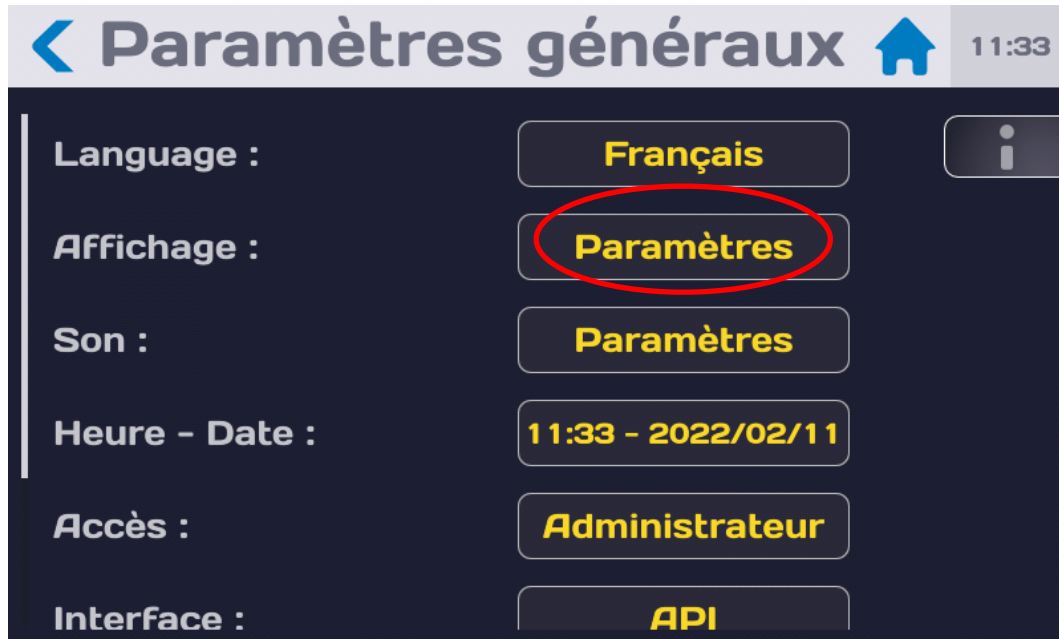 Paramètres généraux 11:33
Language : Français
Affichage : Paramètres
Son : Paramètres
Heure - Date : 11:33 - 2022/02/11
Accès : Administrateur
Interface : API